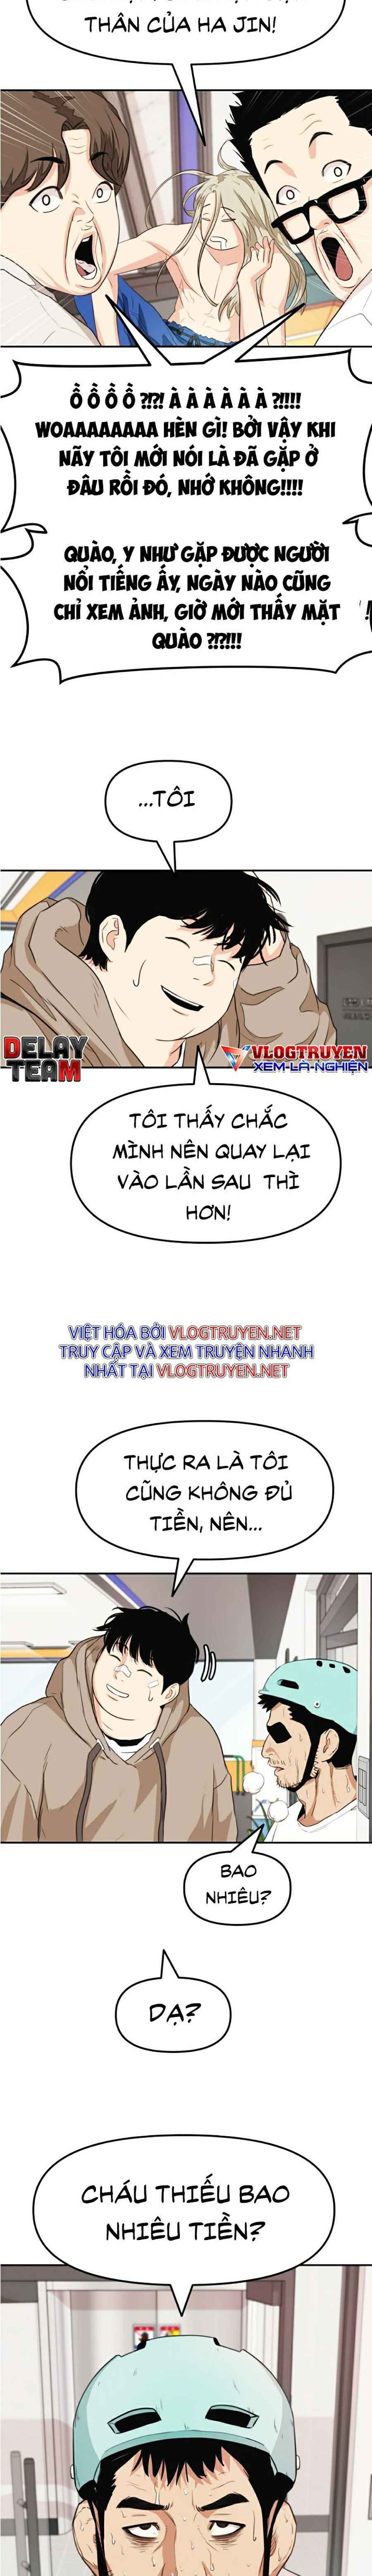 THÂN CỦA HA JIN!
Ồ Ồ Ồ Ồ ?!?! À À À À À À ?!!!!
WOAAAAAAAAA HÈN GÌ! BỞI VẬY KHI
NÃY TÔI MỚI NÓI LÀ ĐÃ GẶP Ở
ĐÂU RỒI ĐÓ, NHỚ KHÔNG!!!!
QUÀO, Y NHƯ GẶP ĐƯỢC NGƯỜI
NỔI TIẾNG ẤY, NGÀY NÀO CŨNG
CHỈ XEM ẢNH, GIỜ MỚI THẤY MẶT
QUÀO ?!?!!!
...TÔI
DELAY
TEAM
VLOGTRUYEN
XEM LÀ NGHIỆN
TÔI THẤY CHẮC
MÌNH NÊN QUAY LẠI
VÀO LẦN SAU THÌ
HƠN!
VIỆT HÓA BỞI VLOGTRUYEN.NET
TRUY CẬP VÀ XEM TRUYỆN NHANH
NHẤT TẠI VLOGTRUYEN.NET
THỰC RA LÀ TÔI
CŨNG KHÔNG ĐỦ
TIỀN, NÊN...
BAO
NHIÊU?
DẠ?
CHÁU THIẾU BAO
NHIÊU TIỀN?